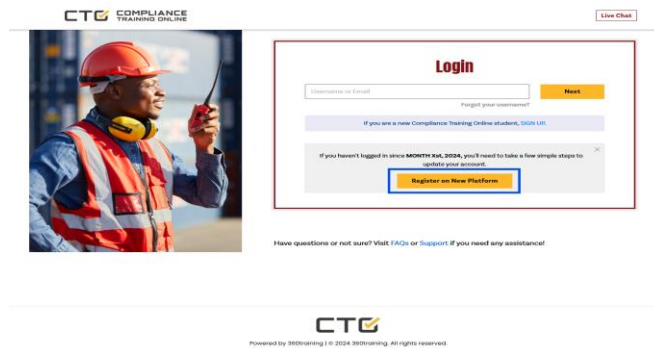 CTO COMPLIANCE
TRAINING ONLINE
Live Chat
Login
Username or Email
Next
Forgot your username?
If you are a new Compliance Training Online student, SIGN UP.
If you haven't logged in since MONTH Xst, 2024, you'll need to take a few simple steps to
update your account.
Register on New Platform
Have questions or not sure? Visit FAQs or Support if you need any assistance!
CTO
Powered by 360training | © 2024 360training. All rights reserved.